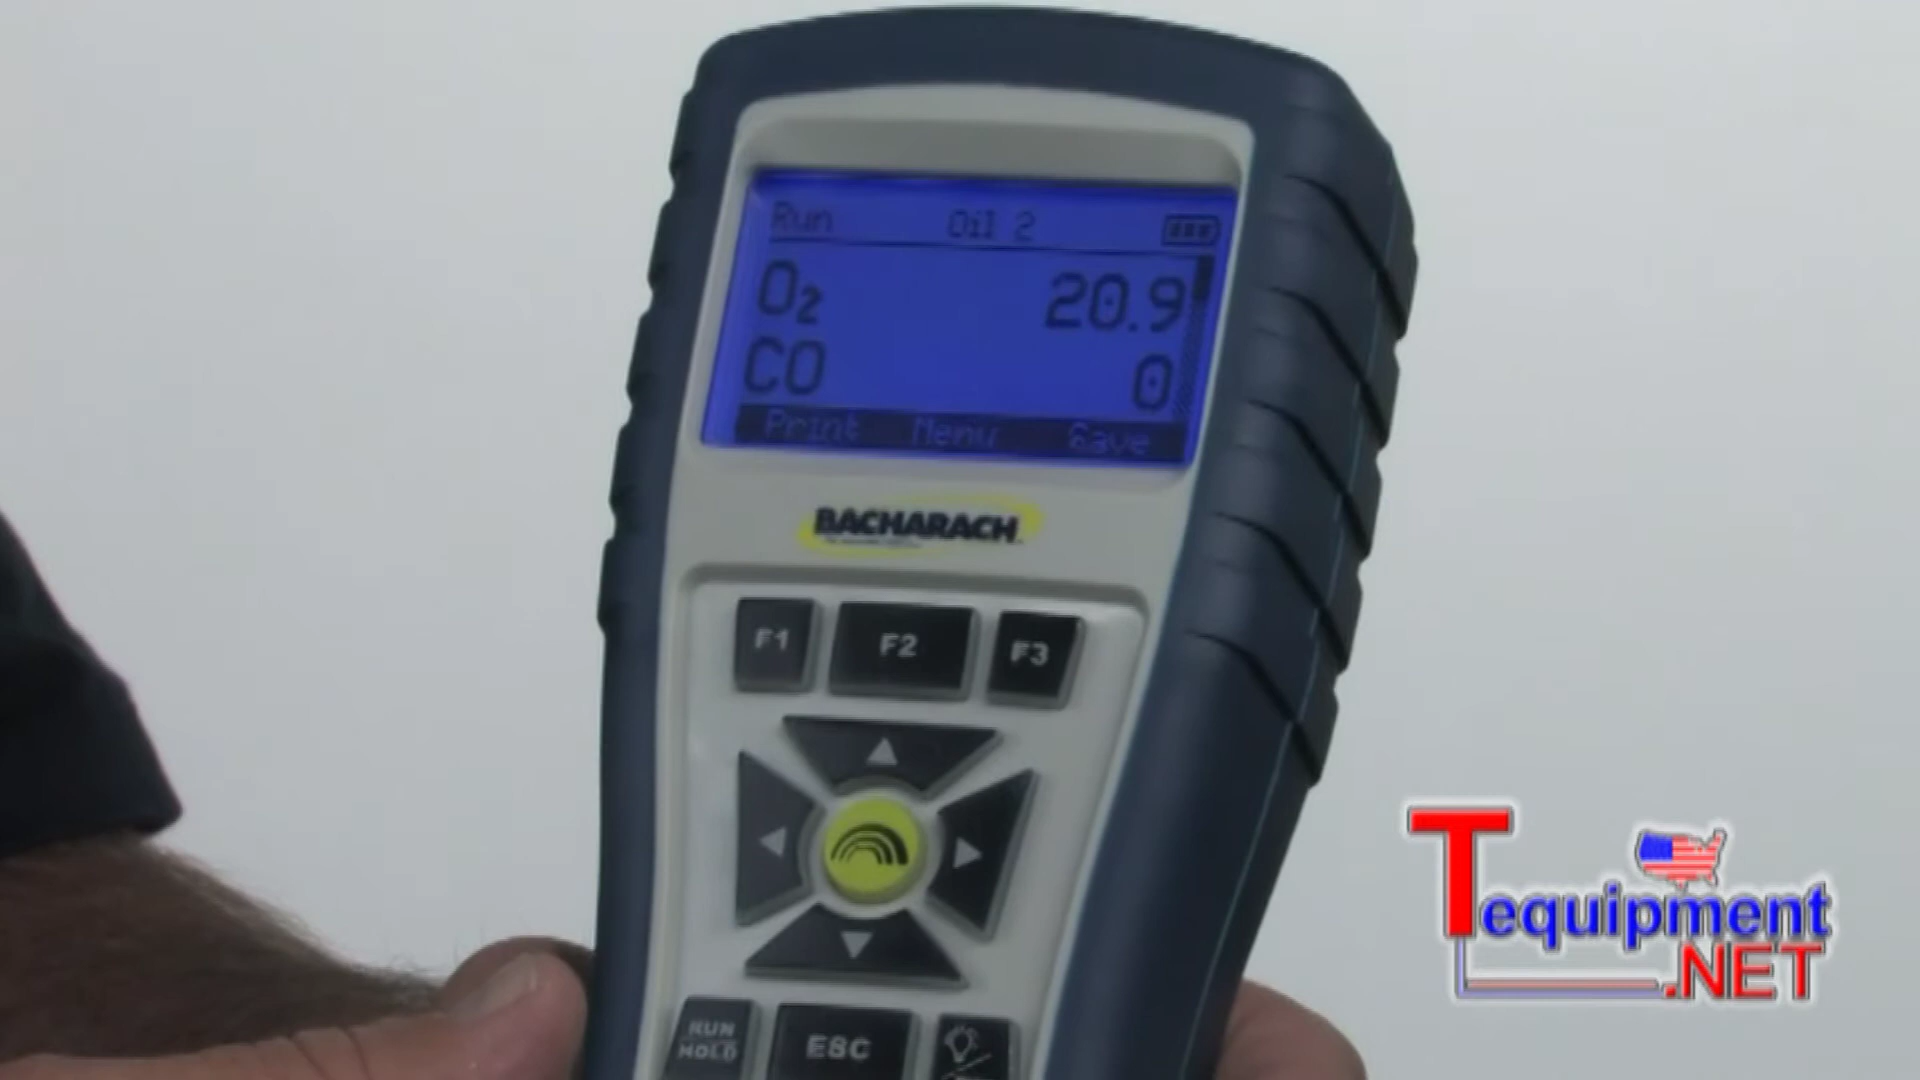 Run Oil 2
O₂ 20.9
CO 0
Print Menu Save
BACHARACH
F1 F2 F3
RUN
HOLD
ESC
Tequipment
.NET